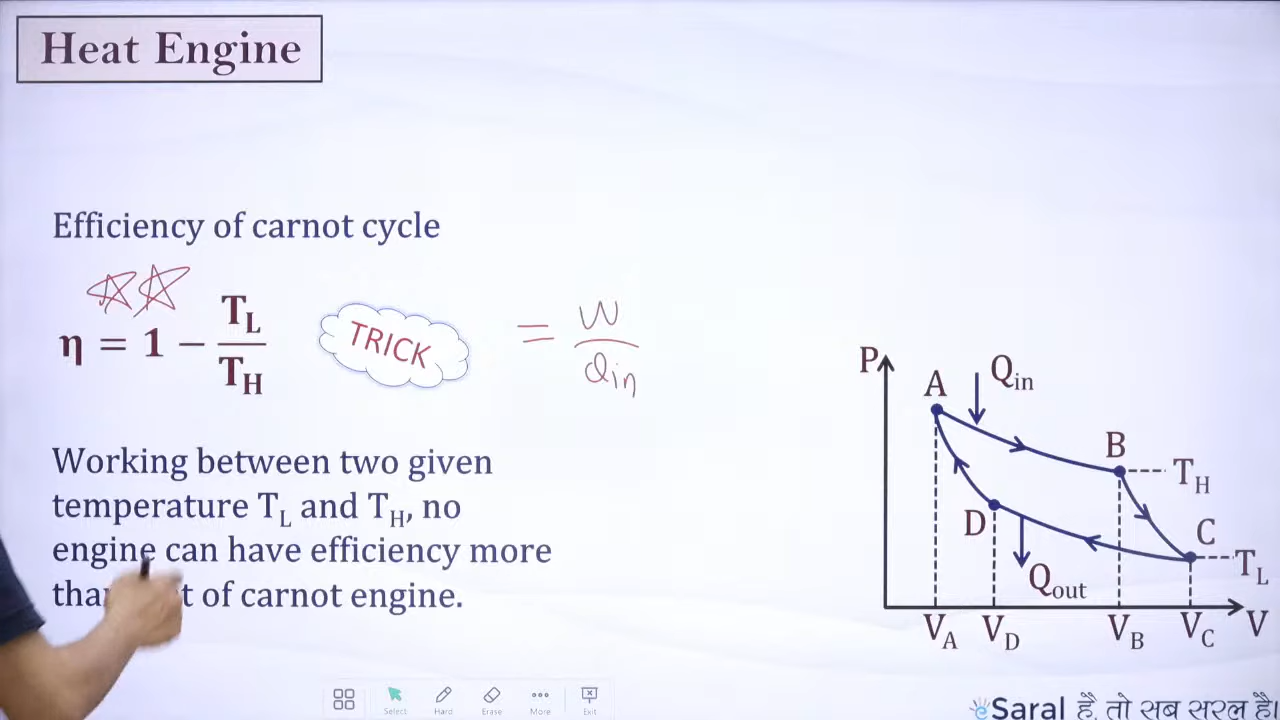 Heat Engine
Efficiency of carnot cycle
η = 1 − T_L/T_H
TRICK
= W/Q_in
Working between two given
temperature T_L and T_H, no
engine can have efficiency more
of carnot engine.
P
A
Q_in
B
T_H
D
C
Q_out
T_L
V_A V_D V_B V_C V
Select Hard Erase More Exit
eSaral है, तो सब सरल है।